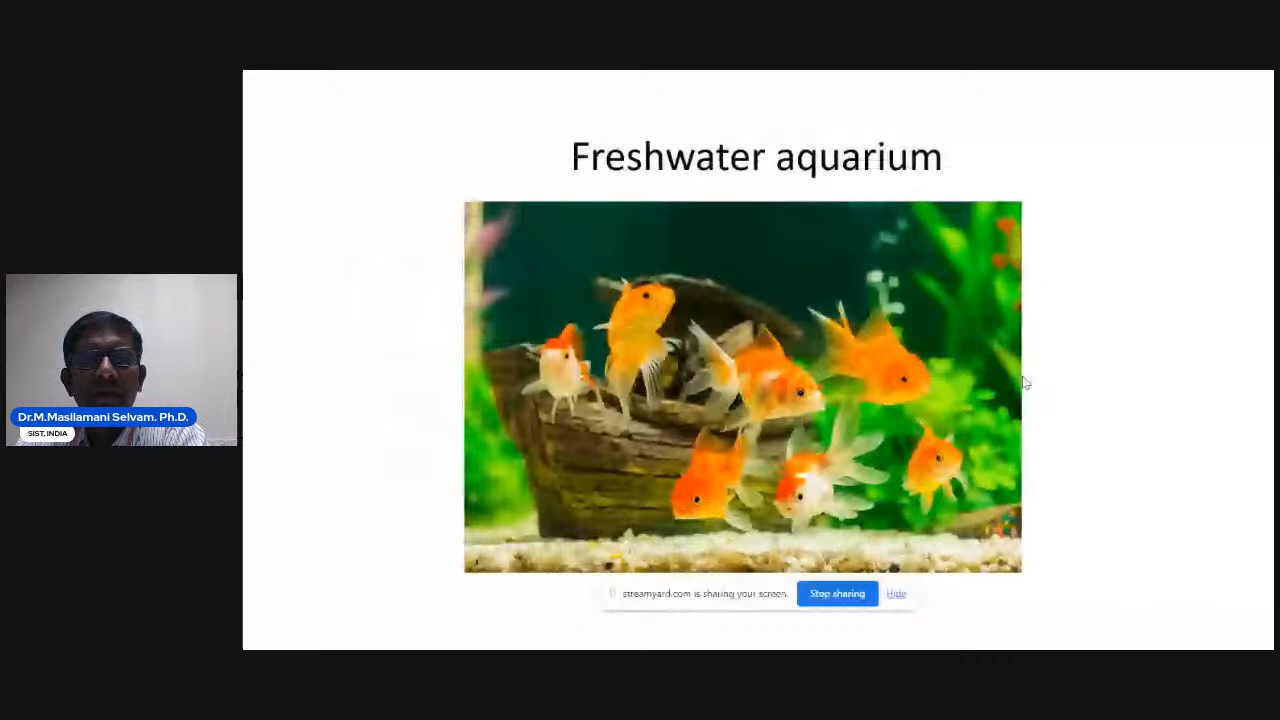 Freshwater aquarium
Dr.M.Masilamani Selvam. Ph.D.
SIST, INDIA
streamyard.com is sharing your screen.
Stop sharing
Hide